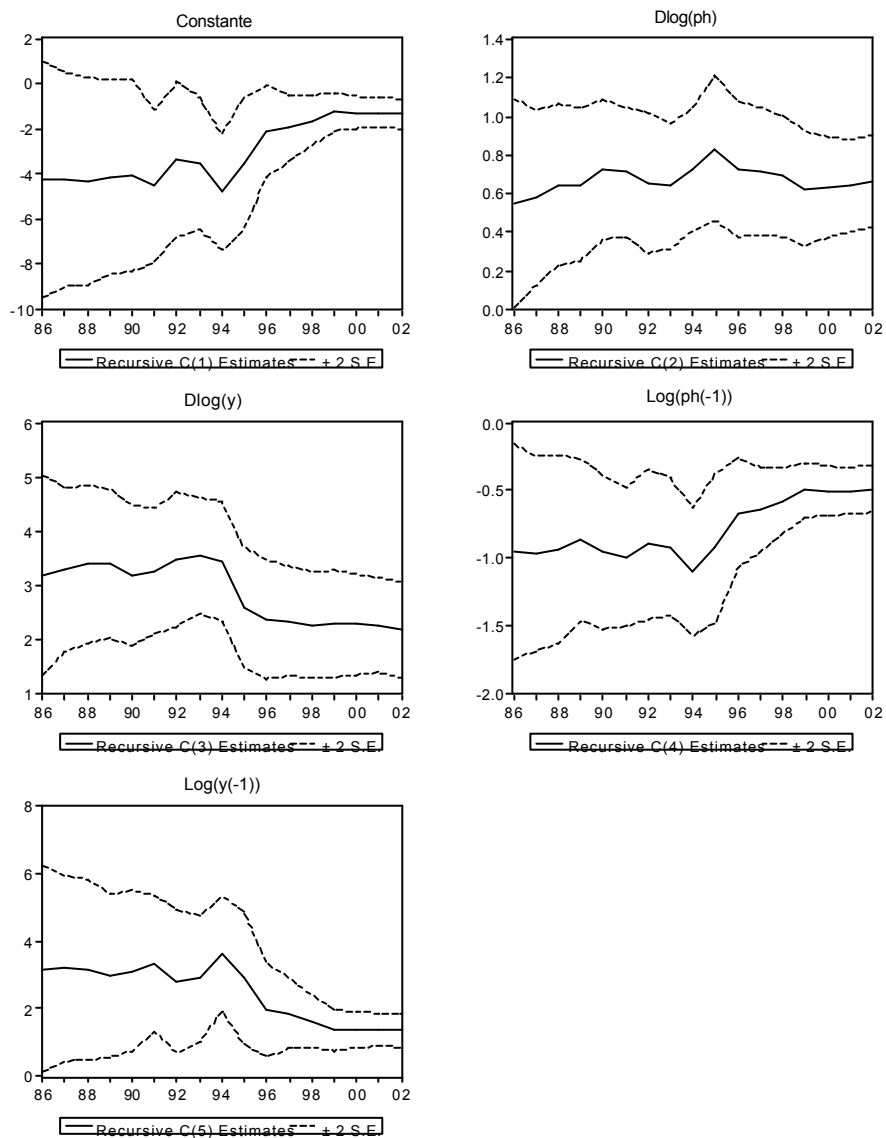 Constante
2
0
-2
-4
-6
-8
-10
86 88 90 92 94 96 98 00 02
Recursive C(1) Estimates ± 2 S.E.
Dlog(ph)
1.4
1.2
1.0
0.8
0.6
0.4
0.2
0.0
86 88 90 92 94 96 98 00 02
Recursive C(2) Estimates ± 2 S.E.
Dlog(y)
6
5
4
3
2
1
86 88 90 92 94 96 98 00 02
Recursive C(3) Estimates ± 2 S.E.
Log(ph(-1))
0.0
-0.5
-1.0
-1.5
-2.0
86 88 90 92 94 96 98 00 02
Recursive C(4) Estimates ± 2 S.E.
Log(y(-1))
8
6
4
2
0
86 88 90 92 94 96 98 00 02
Recursive C(5) Estimates ± 2 S.E.